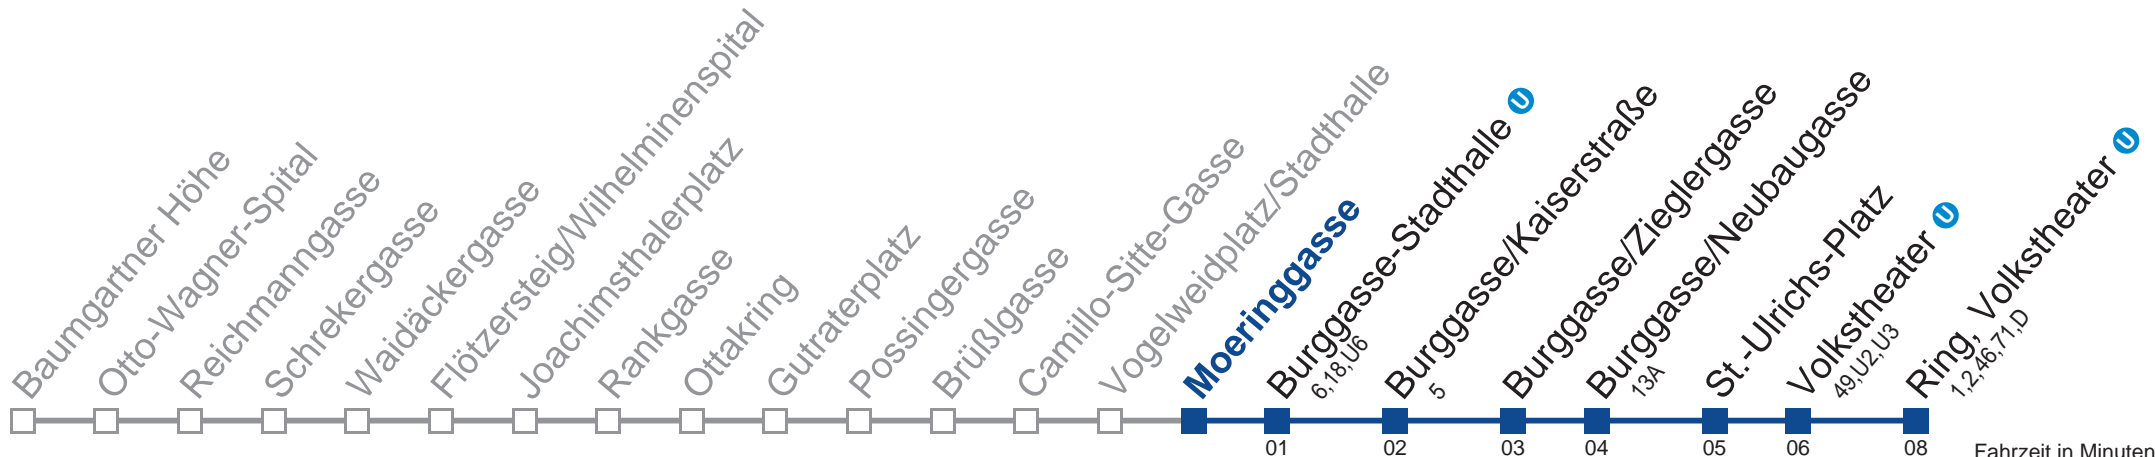 Baumgartner Höhe
Otto-Wagner-Spital
Reichmanngasse
Schrekergasse
Waidäckergasse
Flötzersteig/Wilhelminenspital
Joachimsthalerplatz
Rankgasse
Ottakring
Gutraterplatz
Possingergasse
Brüßlgasse
Camillo-Sitte-Gasse
Vogelweidplatz/Stadthalle
Moeringgasse
Burggasse-Stadthalle U
6,18,U6
Burggasse/Kaiserstraße
5
Burggasse/Zieglergasse
Burggasse/Neubaugasse
13A
St.-Ulrichs-Platz
Volkstheater U
49,U2,U3
Ring, Volkstheater U
1,2,46,71,D
01 02 03 04 05 06 08
Fahrzeit in Minuten